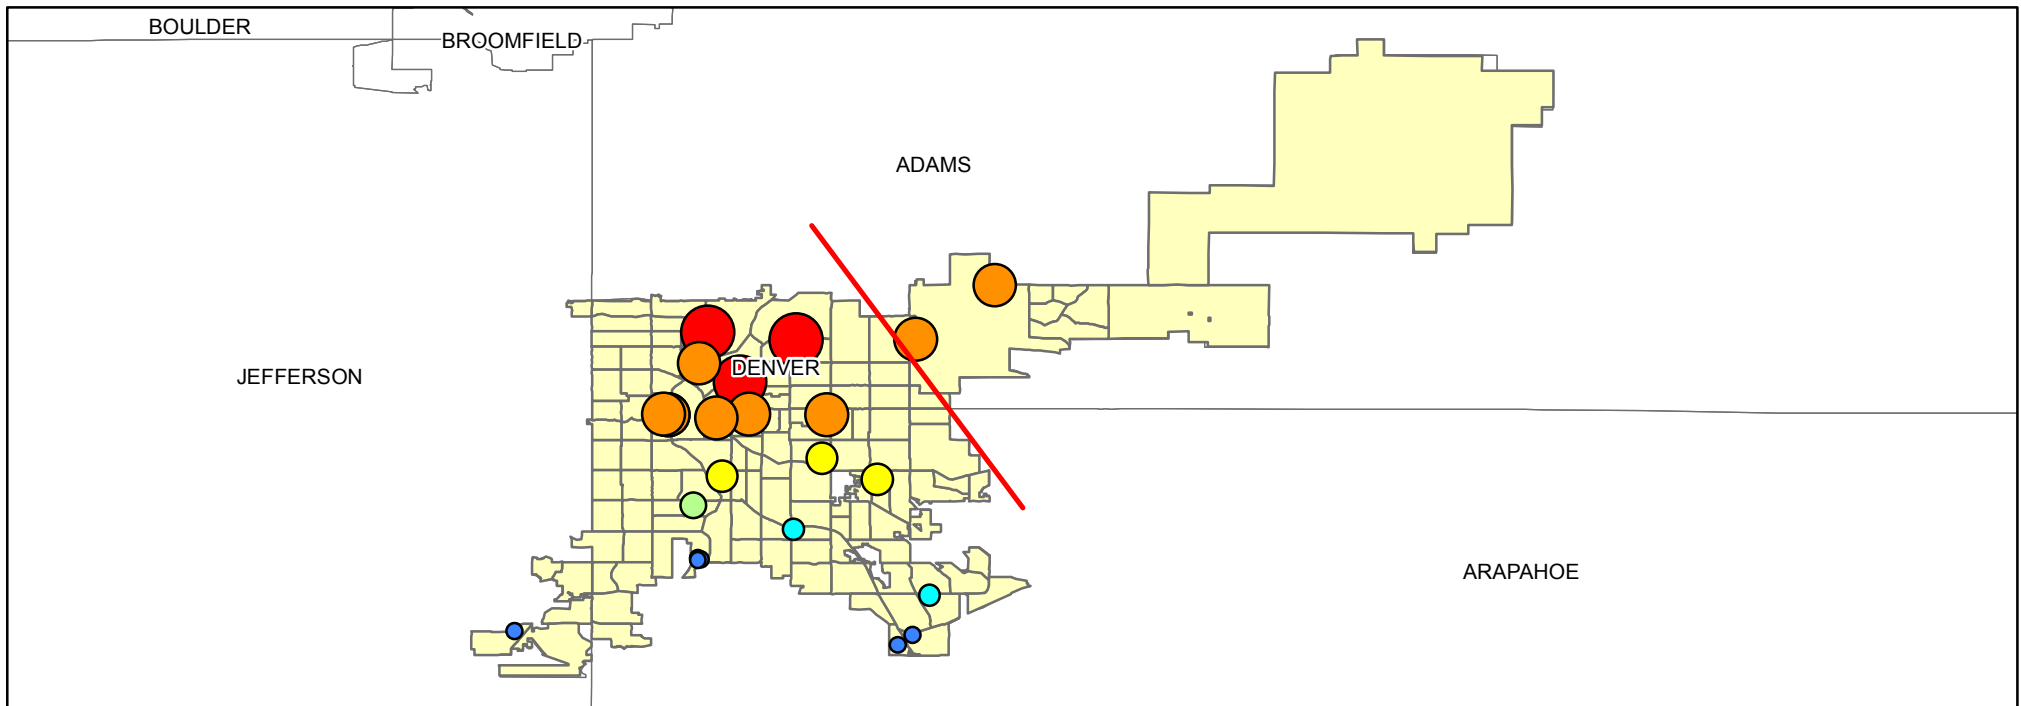 BOULDER
BROOMFIELD
ADAMS
DENVER
JEFFERSON
ARAPAHOE